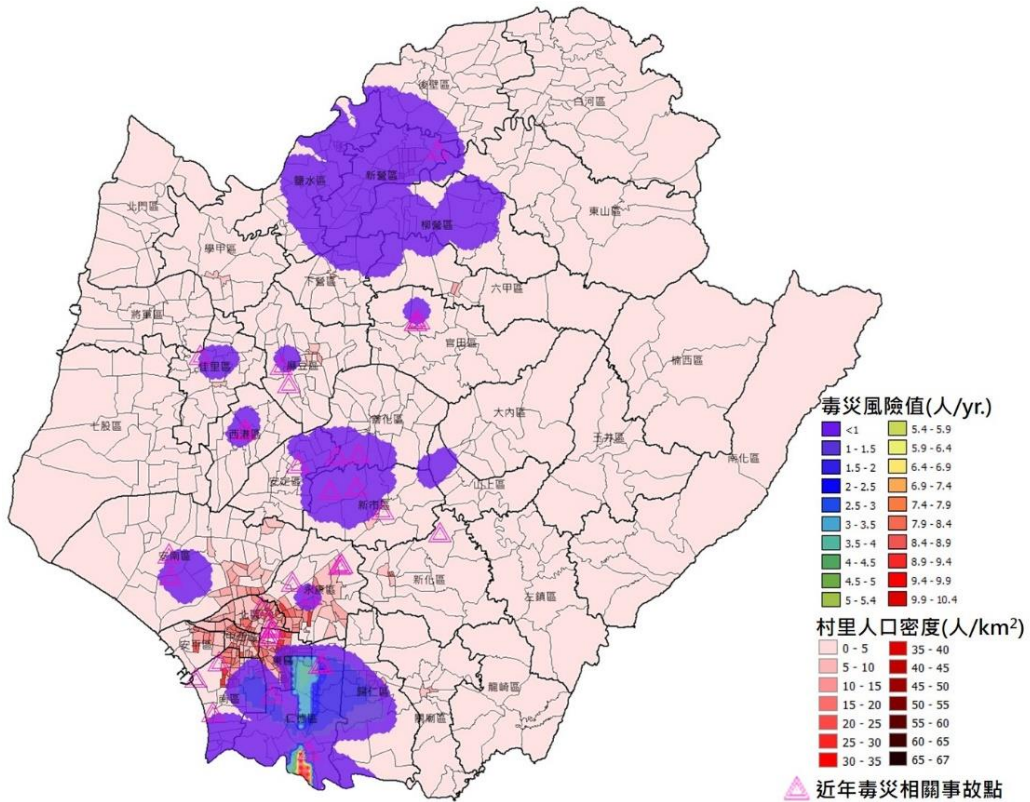 後壁區
白河區
鹽水區
新營區
北門區
柳營區
東山區
學甲區
下營區
六甲區
將軍區
官田區
楠西區
佳里區
麻豆區
大內區
七股區
西港區
善化區
玉井區
南化區
安定區
山上區
新市區
安南區
新化區
永康區
左鎮區
北區
中西區
安平區
東區
龍崎區
南區
歸仁區
仁德區
關廟區
毒災風險值(人/yr.)
<1
1 - 1.5
1.5 - 2
2 - 2.5
2.5 - 3
3 - 3.5
3.5 - 4
4 - 4.5
4.5 - 5
5 - 5.4
5.4 - 5.9
5.9 - 6.4
6.4 - 6.9
6.9 - 7.4
7.4 - 7.9
7.9 - 8.4
8.4 - 8.9
8.9 - 9.4
9.4 - 9.9
9.9 - 10.4
村里人口密度(人/km²)
0 - 5
5 - 10
10 - 15
15 - 20
20 - 25
25 - 30
30 - 35
35 - 40
40 - 45
45 - 50
50 - 55
55 - 60
60 - 65
65 - 67
近年毒災相關事故點